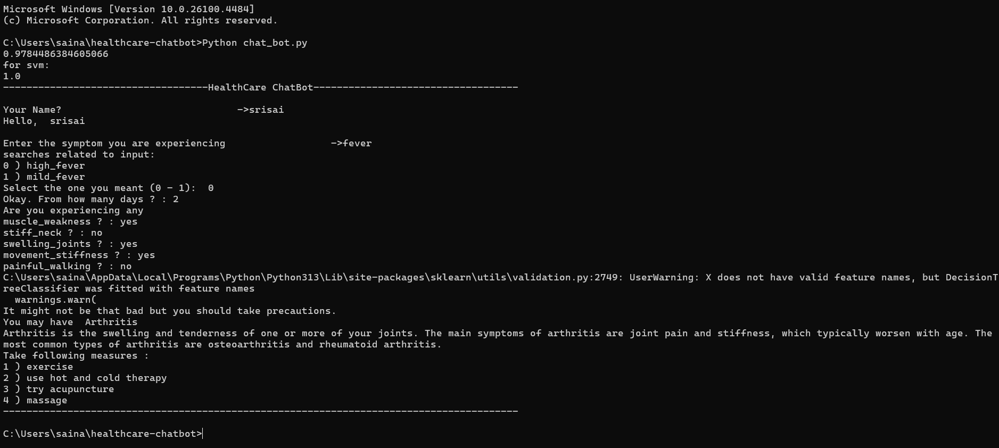 Microsoft Windows [Version 10.0.26100.4484]
(c) Microsoft Corporation. All rights reserved.
C:\Users\saina\healthcare-chatbot>Python chat_bot.py
0.9784486384605066
for svm:
1.0
-----------------------------------HealthCare ChatBot-----------------------------------
Your Name?                              ->srisai
Hello,  srisai
Enter the symptom you are experiencing                  ->fever
searches related to input:
0 ) high_fever
1 ) mild_fever
Select the one you meant (0 - 1):  0
Okay. From how many days ? : 2
Are you experiencing any
muscle_weakness ? : yes
stiff_neck ? : no
swelling_joints ? : yes
movement_stiffness ? : yes
painful_walking ? : no
C:\Users\saina\AppData\Local\Programs\Python\Python313\Lib\site-packages\sklearn\utils\validation.py:2749: UserWarning: X does not have valid feature names, but DecisionT
reeClassifier was fitted with feature names
  warnings.warn(
It might not be that bad but you should take precautions.
You may have  Arthritis
Arthritis is the swelling and tenderness of one or more of your joints. The main symptoms of arthritis are joint pain and stiffness, which typically worsen with age. The
most common types of arthritis are osteoarthritis and rheumatoid arthritis.
Take following measures :
1 ) exercise
2 ) use hot and cold therapy
3 ) try acupuncture
4 ) massage
----------------------------------------------------------------------------------------
C:\Users\saina\healthcare-chatbot>